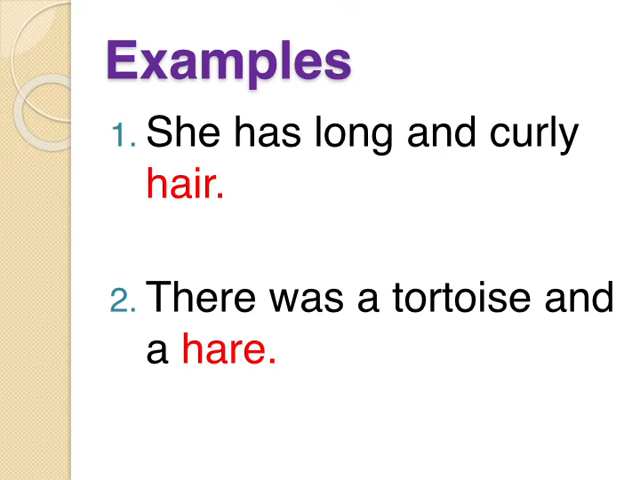 Examples
1. She has long and curly
hair.
2. There was a tortoise and
a hare.